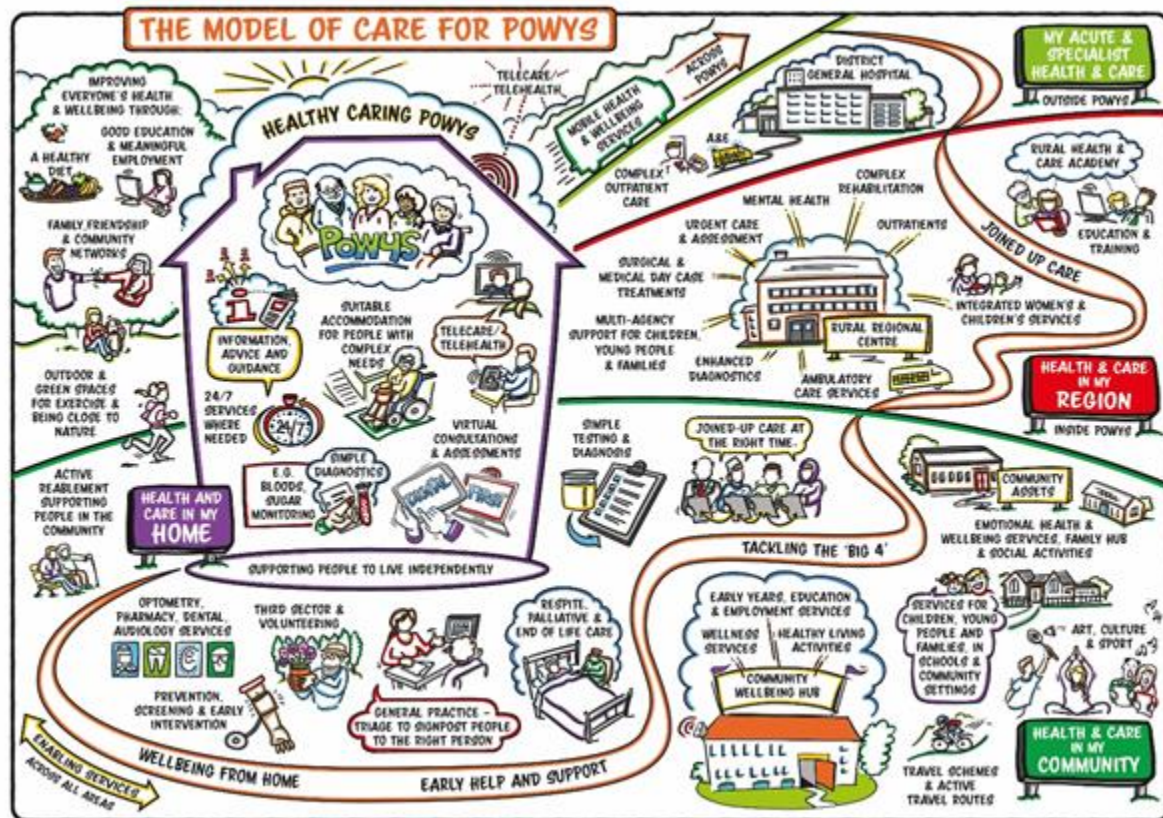 THE MODEL OF CARE FOR POWYS
IMPROVING
EVERYONE'S HEALTH
& WELLBEING THROUGH:
GOOD EDUCATION
& MEANINGFUL
EMPLOYMENT
A HEALTHY
DIET
FAMILY, FRIENDSHIP
& COMMUNITY
NETWORKS
OUTDOOR &
GREEN SPACES
FOR EXERCISE &
BEING CLOSE TO
NATURE
ACTIVE
REABLEMENT
SUPPORTING
PEOPLE IN THE
COMMUNITY
HEALTHY CARING POWYS
TELECARE/
TELEHEALTH
POWYS
i
INFORMATION,
ADVICE AND
GUIDANCE
SUITABLE
ACCOMMODATION
FOR PEOPLE WITH
COMPLEX
NEEDS
TELECARE/
TELEHEALTH
24/7
SERVICES
WHERE
NEEDED
24/7
VIRTUAL
CONSULTATIONS
& ASSESSMENTS
E.G.
BLOODS,
SUGAR
MONITORING
SIMPLE
DIAGNOSTICS
DIGITAL
FIRST
HEALTH AND
CARE IN MY
HOME
SUPPORTING PEOPLE TO LIVE INDEPENDENTLY
MOBILE HEALTH
& WELLBEING
SERVICES
ACROSS
POWYS
DISTRICT
GENERAL HOSPITAL
A&E
COMPLEX
OUTPATIENT
CARE
MY ACUTE &
SPECIALIST
HEALTH & CARE
OUTSIDE POWYS
RURAL HEALTH &
CARE ACADEMY
EDUCATION &
TRAINING
JOINED UP CARE
COMPLEX
REHABILITATION
MENTAL HEALTH
URGENT CARE
& ASSESSMENT
OUTPATIENTS
SURGICAL &
MEDICAL DAY CASE
TREATMENTS
INTEGRATED WOMEN'S &
CHILDREN'S SERVICES
MULTI-AGENCY
SUPPORT FOR CHILDREN,
YOUNG PEOPLE
& FAMILIES
RURAL REGIONAL
CENTRE
ENHANCED
DIAGNOSTICS
AMBULATORY
CARE SERVICES
HEALTH & CARE
IN MY
REGION
INSIDE POWYS
SIMPLE
TESTING &
DIAGNOSIS
JOINED-UP CARE AT
THE RIGHT TIME.
COMMUNITY
ASSETS
EMOTIONAL HEALTH &
WELLBEING SERVICES, FAMILY HUB
& SOCIAL ACTIVITIES
TACKLING THE 'BIG 4'
OPTOMETRY,
PHARMACY, DENTAL,
AUDIOLOGY SERVICES
THIRD SECTOR &
VOLUNTEERING
PREVENTION,
SCREENING & EARLY
INTERVENTION
GENERAL PRACTICE –
TRIAGE TO SIGNPOST PEOPLE
TO THE RIGHT PERSON
RESPITE,
PALLIATIVE &
END OF LIFE CARE
EARLY YEARS, EDUCATION
& EMPLOYMENT SERVICES
WELLNESS
SERVICES
HEALTHY LIVING
ACTIVITIES
COMMUNITY
WELLBEING HUB
SERVICES FOR
CHILDREN, YOUNG
PEOPLE AND
FAMILIES, IN
SCHOOLS &
COMMUNITY
SETTINGS
ART, CULTURE
& SPORT
TRAVEL SCHEMES
& ACTIVE
TRAVEL ROUTES
HEALTH & CARE
IN MY
COMMUNITY
ENABLING SERVICES
ACROSS ALL AREAS
WELLBEING FROM HOME
EARLY HELP AND SUPPORT